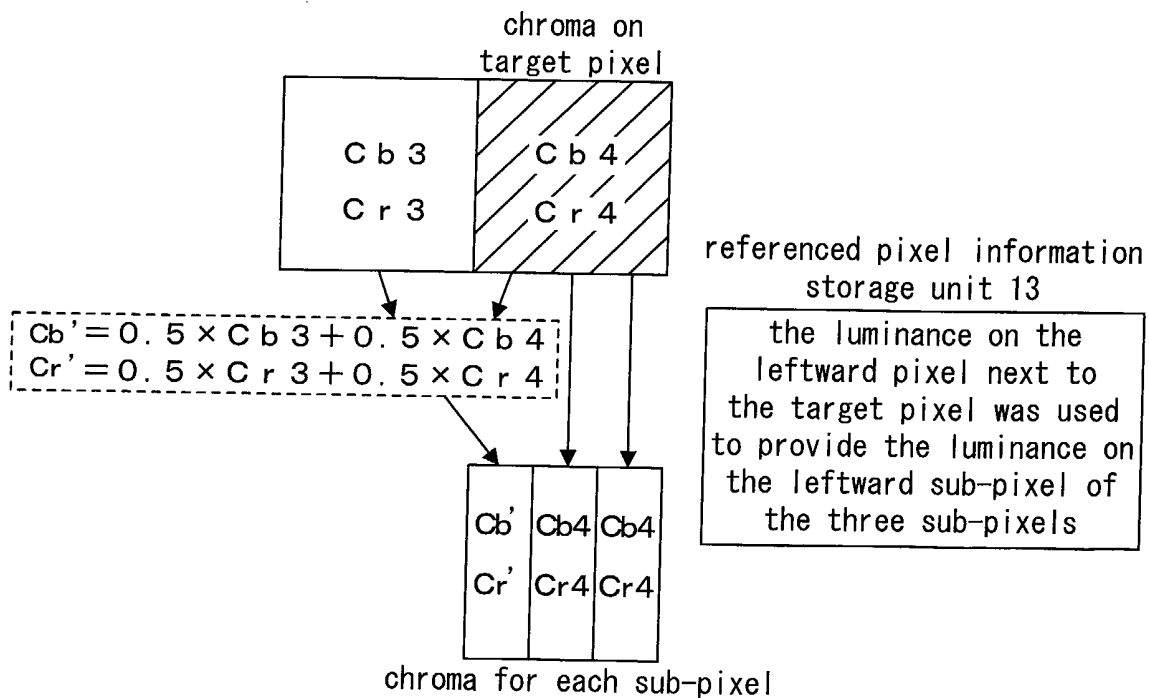 chroma on
target pixel
Cb3
Cb4
Cr3
Cr4
referenced pixel information
storage unit 13
Cb'=0.5×Cb3+0.5×Cb4
Cr'=0.5×Cr3+0.5×Cr4
the luminance on the
leftward pixel next to
the target pixel was used
to provide the luminance on
the leftward sub-pixel of
the three sub-pixels
Cb'
Cb4
Cb4
Cr'
Cr4
Cr4
chroma for each sub-pixel